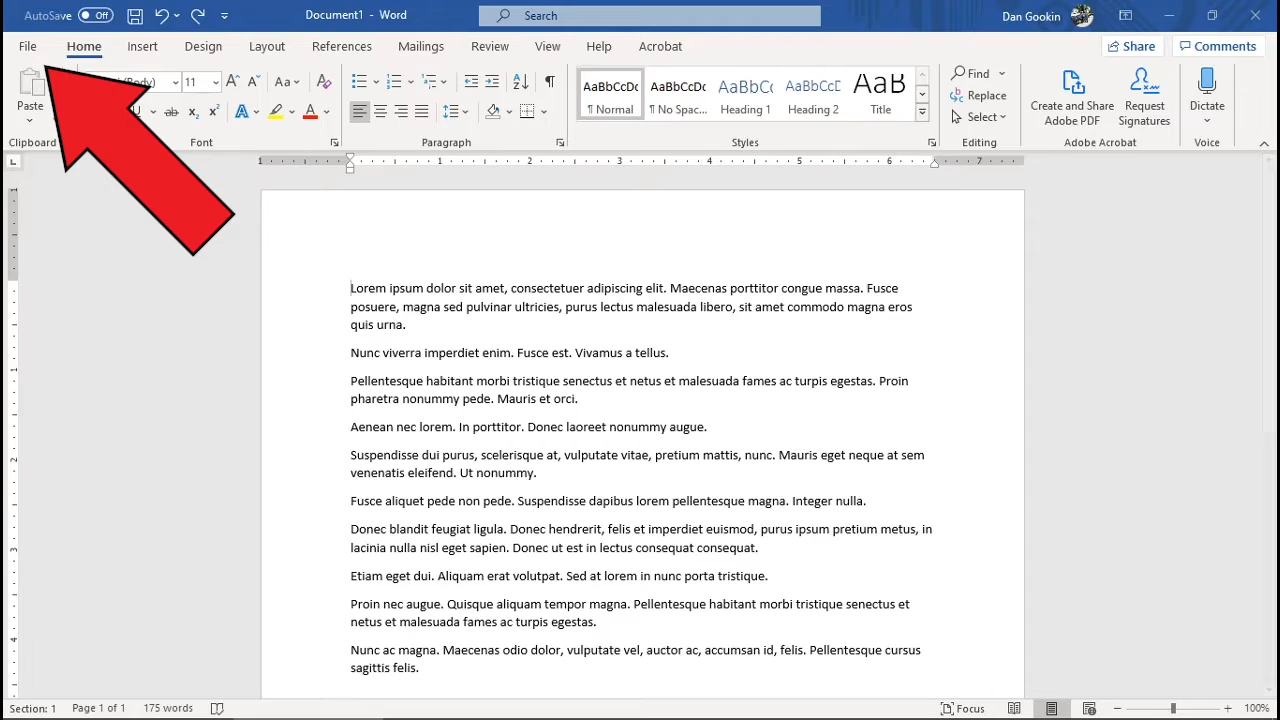 AutoSave Off Document1 - Word Search Dan Gookin
File Home Insert Design Layout References Mailings Review View Help Acrobat Share Comments
Paste
Clipboard
11
Aa
Font
Paragraph
AaBbCcDc AaBbCcDc AaBbC( AaBbCcE AaB
¶ Normal ¶ No Spac... Heading 1 Heading 2 Title
Styles
Find
Replace
Select
Editing
Create and Share
Adobe PDF
Request
Signatures
Adobe Acrobat
Dictate
Voice
1 1 2 3 4 5 6 7
Lorem ipsum dolor sit amet, consectetuer adipiscing elit. Maecenas porttitor congue massa. Fusce
posuere, magna sed pulvinar ultricies, purus lectus malesuada libero, sit amet commodo magna eros
quis urna.
Nunc viverra imperdiet enim. Fusce est. Vivamus a tellus.
Pellentesque habitant morbi tristique senectus et netus et malesuada fames ac turpis egestas. Proin
pharetra nonummy pede. Mauris et orci.
Aenean nec lorem. In porttitor. Donec laoreet nonummy augue.
Suspendisse dui purus, scelerisque at, vulputate vitae, pretium mattis, nunc. Mauris eget neque at sem
venenatis eleifend. Ut nonummy.
Fusce aliquet pede non pede. Suspendisse dapibus lorem pellentesque magna. Integer nulla.
Donec blandit feugiat ligula. Donec hendrerit, felis et imperdiet euismod, purus ipsum pretium metus, in
lacinia nulla nisl eget sapien. Donec ut est in lectus consequat consequat.
Etiam eget dui. Aliquam erat volutpat. Sed at lorem in nunc porta tristique.
Proin nec augue. Quisque aliquam tempor magna. Pellentesque habitant morbi tristique senectus et
netus et malesuada fames ac turpis egestas.
Nunc ac magna. Maecenas odio dolor, vulputate vel, auctor ac, accumsan id, felis. Pellentesque cursus
sagittis felis.
Section: 1 Page 1 of 1 175 words Focus 100%